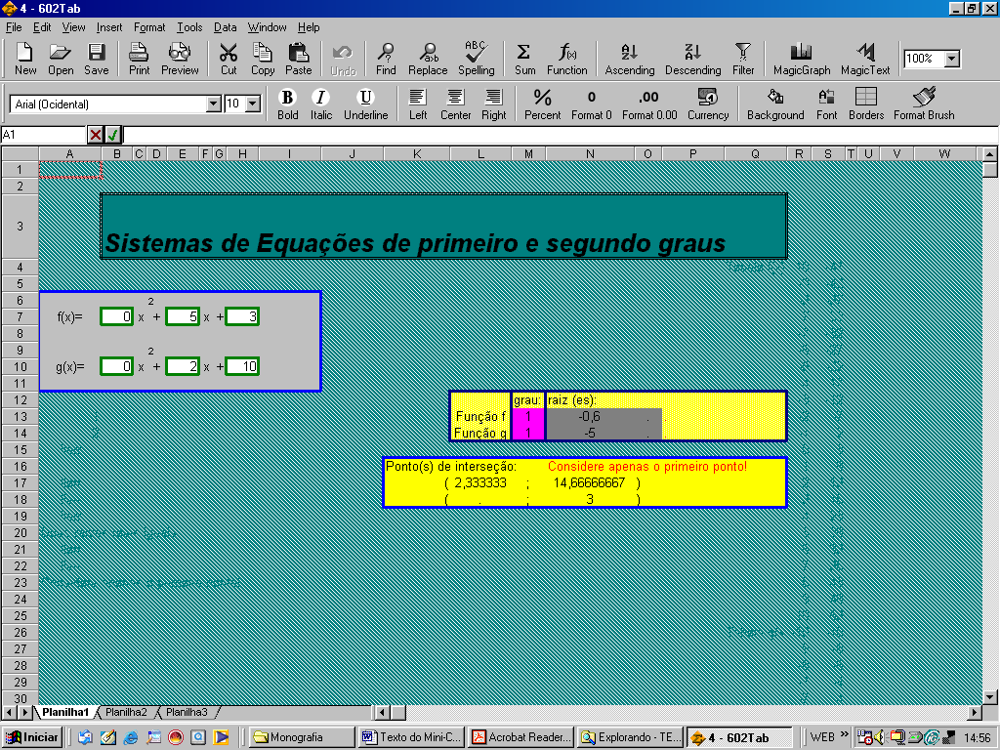 4 - 602Tab
File Edit View Insert Format Tools Data Window Help
New Open Save Print Preview Cut Copy Paste Undo Find Replace Spelling Sum Function Ascending Descending Filter MagicGraph MagicText 100%
Arial (Ocidental) 10 Bold Italic Underline Left Center Right Percent Format 0 Format 0.00 Currency Background Font Borders Format Brush
A1
A B C D E F G H I J K L M N O P Q R S T U V W
1
2
3 Sistemas de Equações de primeiro e segundo graus
4
5
6 2
7 f(x)= 0 x + 5 x + 3
8
9 2
10 g(x)= 0 x + 2 x + 10
11
12 grau: raiz (es):
13 Função f 1 -0,6 . .
14 Função g 1 -5 . .
15
16 Ponto(s) de interseção: Considere apenas o primeiro ponto!
17 ( 2,333333 ; 14,66666667 )
18 ( . ; 3 )
19
20
21
22
23
24
25
26
27
28
29
30
Planilha1 Planilha2 Planilha3
Iniciar Monografia Texto do Mini-C... Acrobat Reader... Explorando - TE... 4 - 602Tab WEB » 14:56